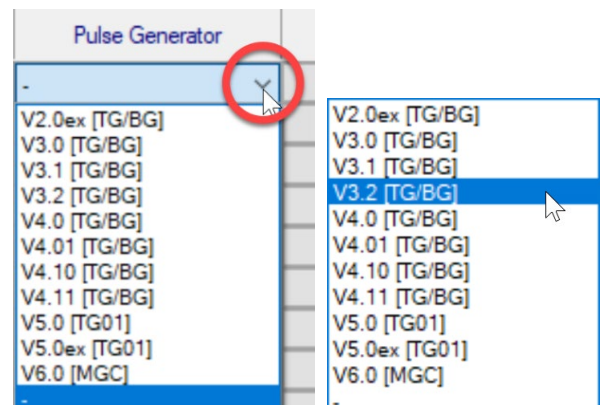 Pulse Generator
-
V2.0ex [TG/BG]
V3.0 [TG/BG]
V3.1 [TG/BG]
V3.2 [TG/BG]
V4.0 [TG/BG]
V4.01 [TG/BG]
V4.10 [TG/BG]
V4.11 [TG/BG]
V5.0 [TG01]
V5.0ex [TG01]
V6.0 [MGC]
-
V2.0ex [TG/BG]
V3.0 [TG/BG]
V3.1 [TG/BG]
V3.2 [TG/BG]
V4.0 [TG/BG]
V4.01 [TG/BG]
V4.10 [TG/BG]
V4.11 [TG/BG]
V5.0 [TG01]
V5.0ex [TG01]
V6.0 [MGC]
-